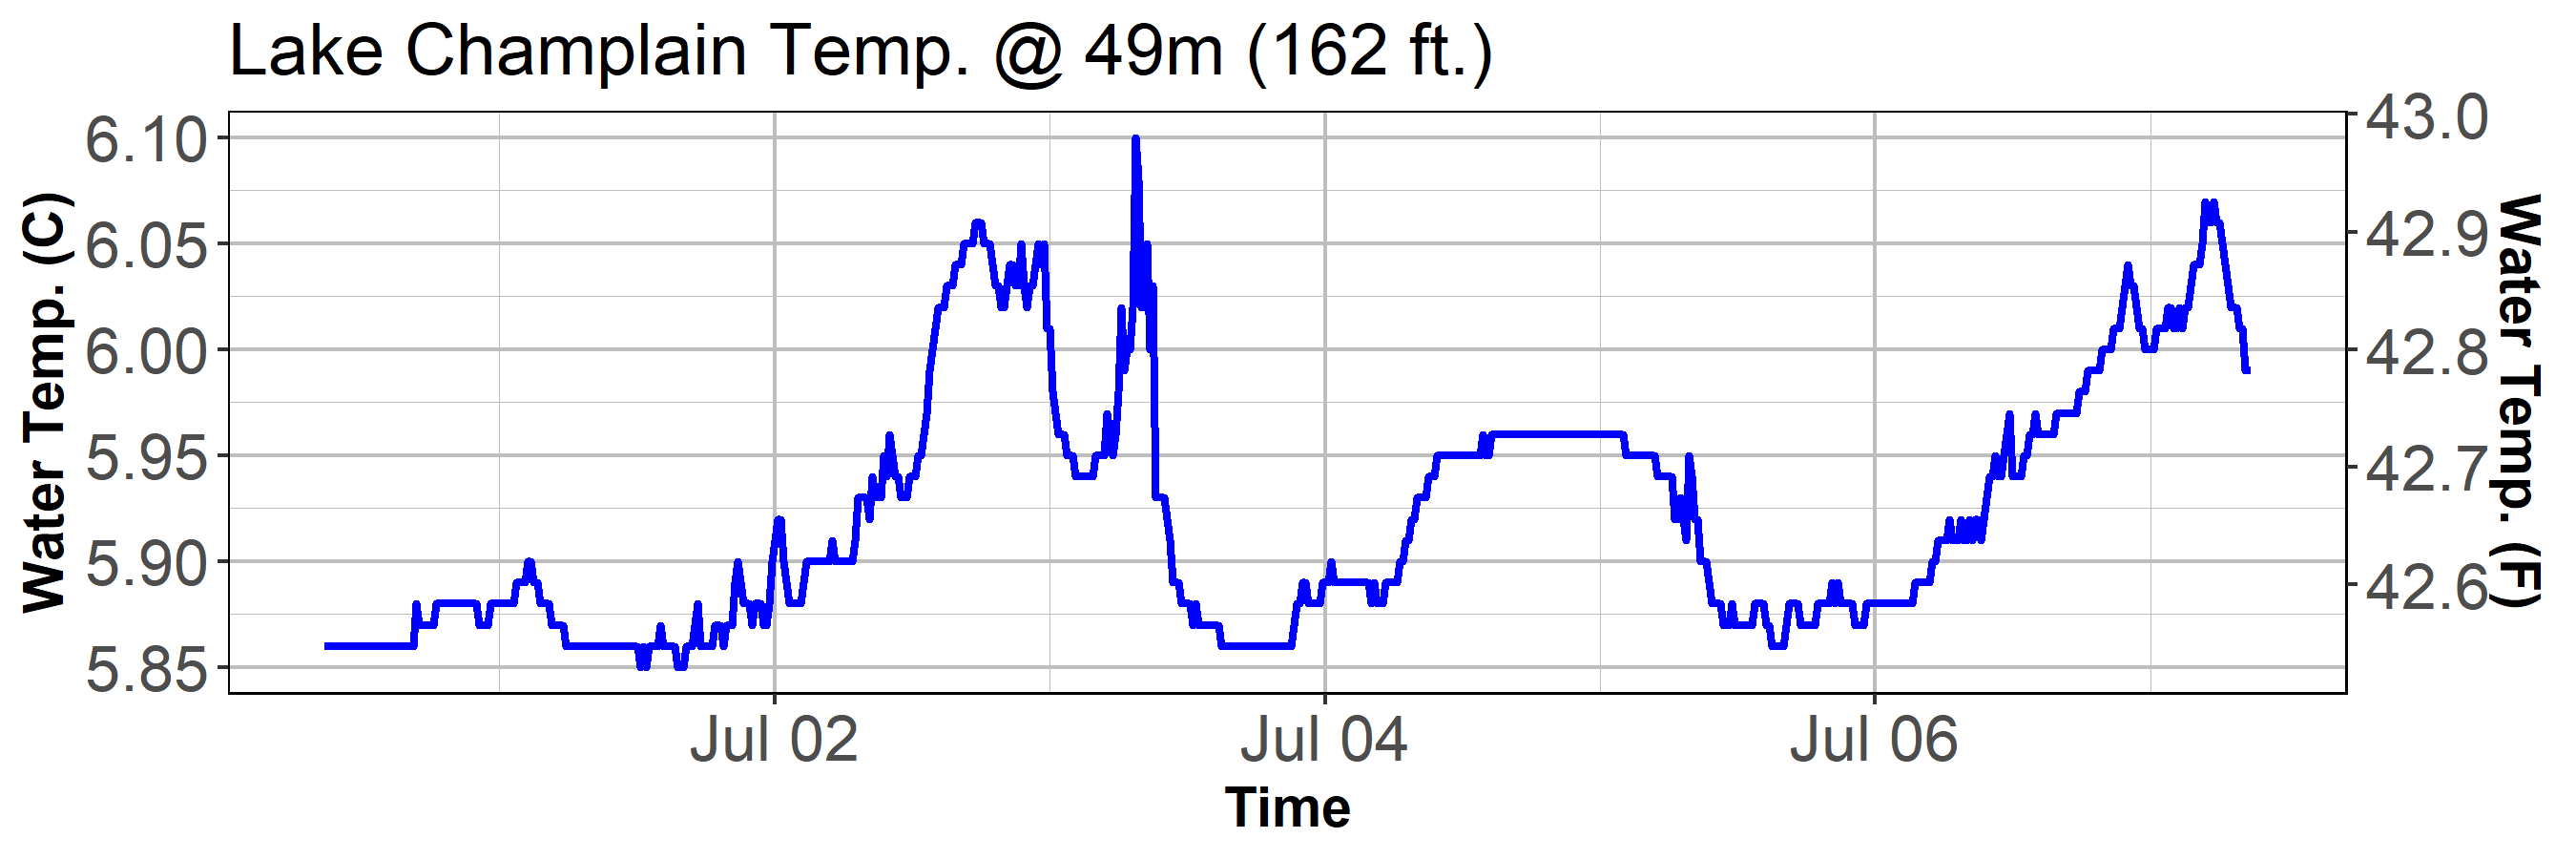 Lake Champlain Temp. @ 49m (162 ft.)
Water Temp. (C)
6.10
6.05
6.00
5.95
5.90
5.85
43.0
42.9
42.8
42.7
42.6
Water Temp. (F)
Jul 02 Jul 04 Jul 06
Time